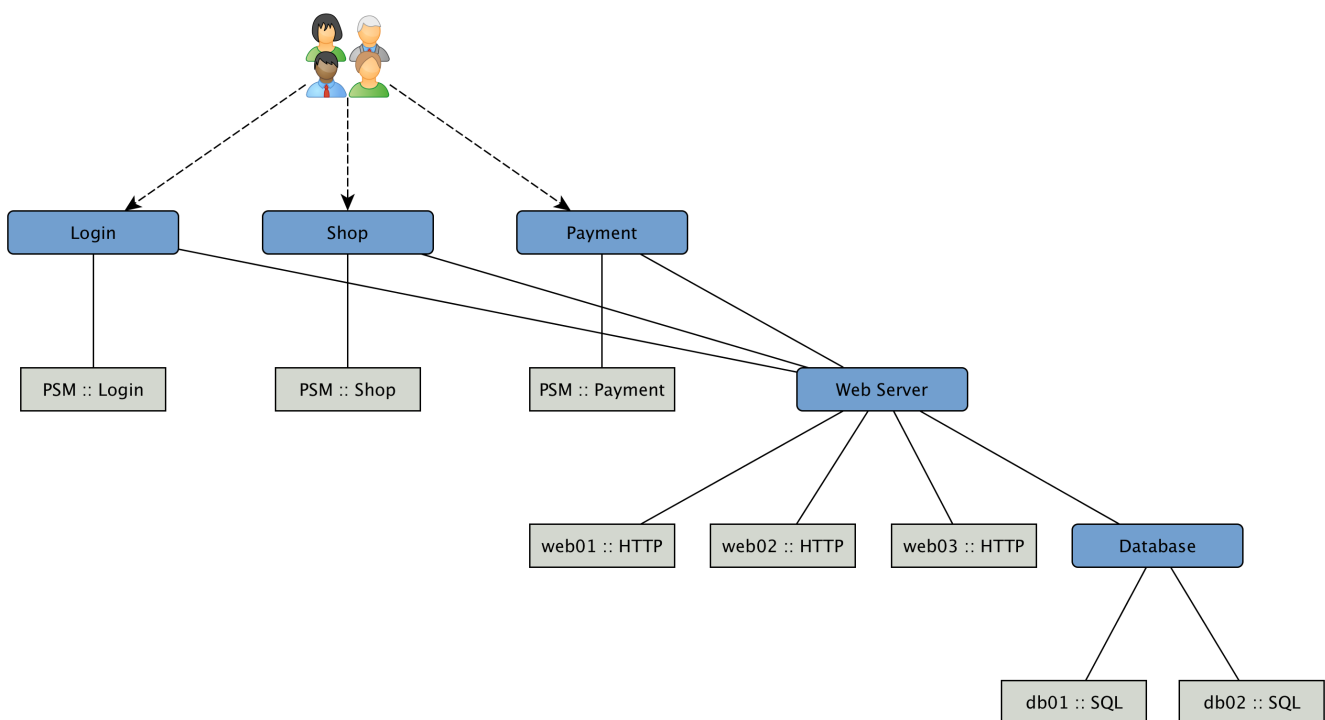 Login
Shop
Payment
PSM :: Login
PSM :: Shop
PSM :: Payment
Web Server
web01 :: HTTP
web02 :: HTTP
web03 :: HTTP
Database
db01 :: SQL
db02 :: SQL